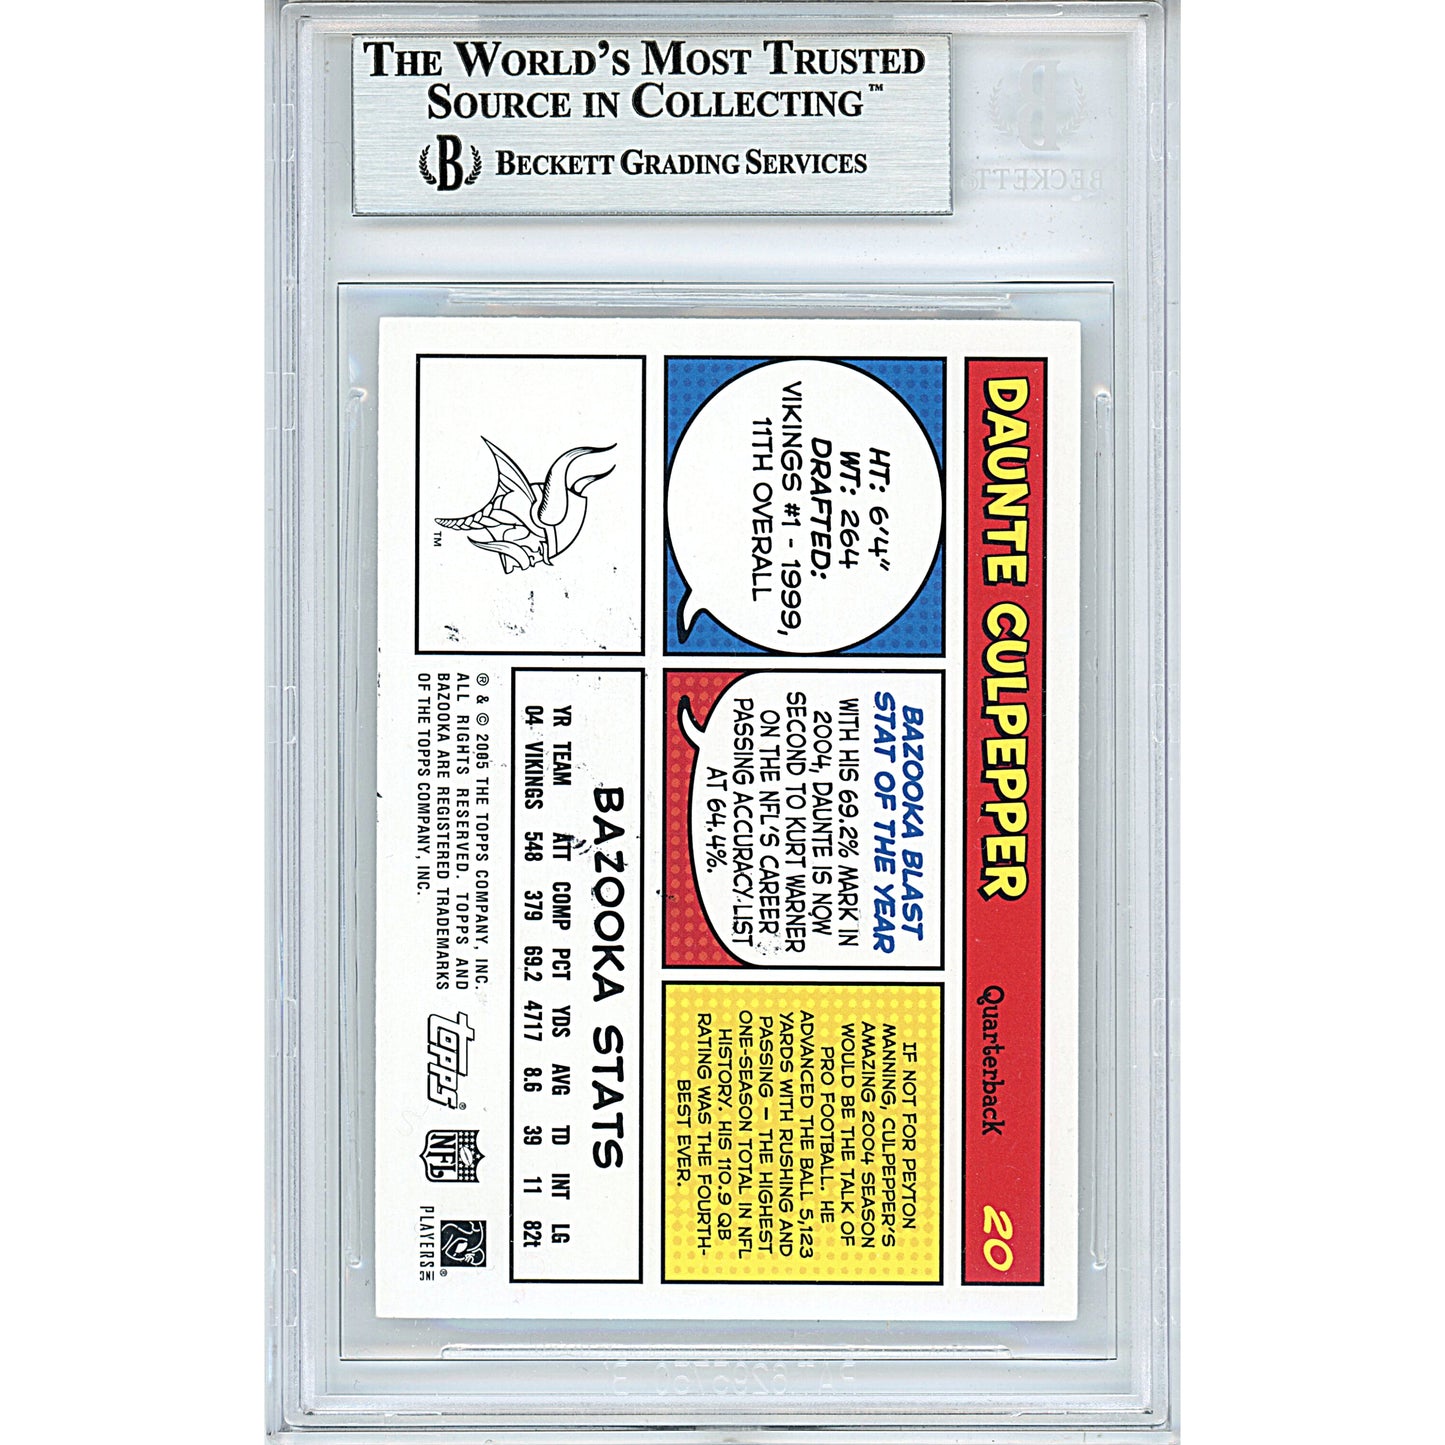 THE WORLD'S MOST TRUSTED
SOURCE IN COLLECTING™
B BECKETT GRADING SERVICES
BECKETT
DAUNTE CULPEPPER Quarterback 20
HT: 6'4"
WT: 264
DRAFTED:
VIKINGS #1 - 1999,
11TH OVERALL
BAZOOKA BLAST
STAT OF THE YEAR
WITH HIS 69.2% MARK IN
2004, DAUNTE IS NOW
SECOND TO KURT WARNER
ON THE NFL'S CAREER
PASSING ACCURACY LIST
AT 64.4%.
IF NOT FOR PEYTON
MANNING, CULPEPPER'S
AMAZING 2004 SEASON
WOULD BE THE TALK OF
PRO FOOTBALL. HE
ADVANCED THE BALL 5,123
YARDS WITH RUSHING AND
PASSING – THE HIGHEST
ONE-SEASON TOTAL IN NFL
HISTORY. HIS 110.9 QB
RATING WAS THE FOURTH-
BEST EVER.
TM
BAZOOKA STATS
YR TEAM ATT COMP PCT YDS AVG TD INT LG
04 VIKINGS 548 379 69.2 4717 8.6 39 11 82t
® & © 2005 THE TOPPS COMPANY, INC.
ALL RIGHTS RESERVED. TOPPS AND
BAZOOKA ARE REGISTERED TRADEMARKS
OF THE TOPPS COMPANY, INC.
Topps®
NFL
PLAYERS INC